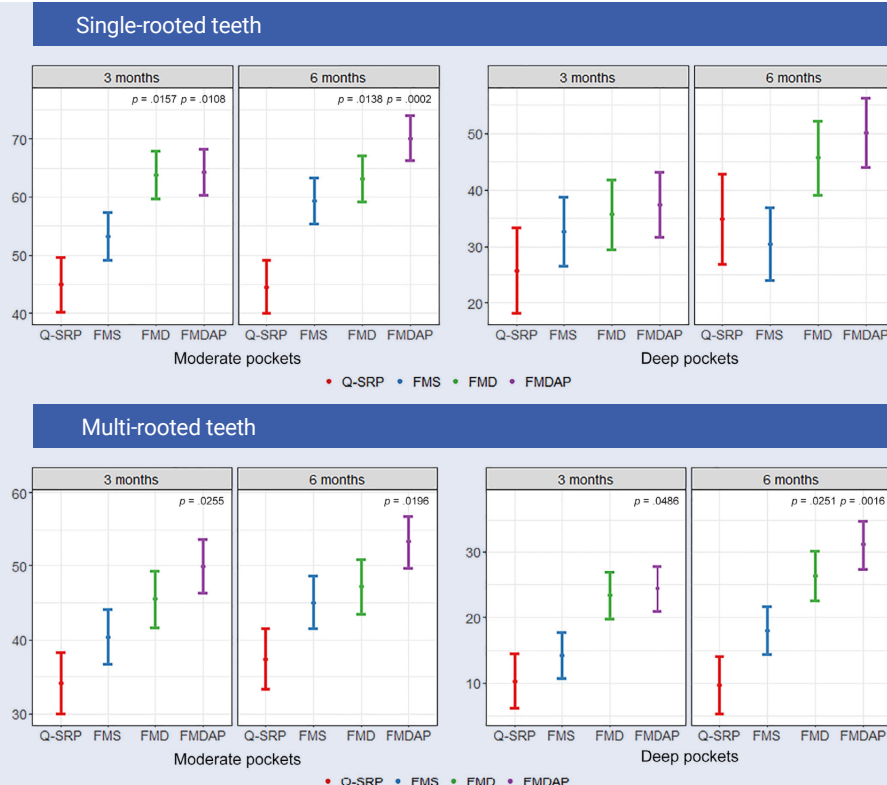 Single-rooted teeth
3 months 6 months 3 months 6 months
p = .0157 p = .0108 p = .0138 p = .0002
70
60
50
40
50
40
30
20
Q-SRP FMS FMD FMDAP Q-SRP FMS FMD FMDAP Q-SRP FMS FMD FMDAP Q-SRP FMS FMD FMDAP
Moderate pockets Deep pockets
Q-SRP FMS FMD FMDAP
Multi-rooted teeth
3 months 6 months 3 months 6 months
p = .0255 p = .0196 p = .0486 p = .0251 p = .0016
60
50
40
30
30
20
10
Q-SRP FMS FMD FMDAP Q-SRP FMS FMD FMDAP Q-SRP FMS FMD FMDAP Q-SRP FMS FMD FMDAP
Moderate pockets Deep pockets
Q-SRP FMS FMD FMDAP